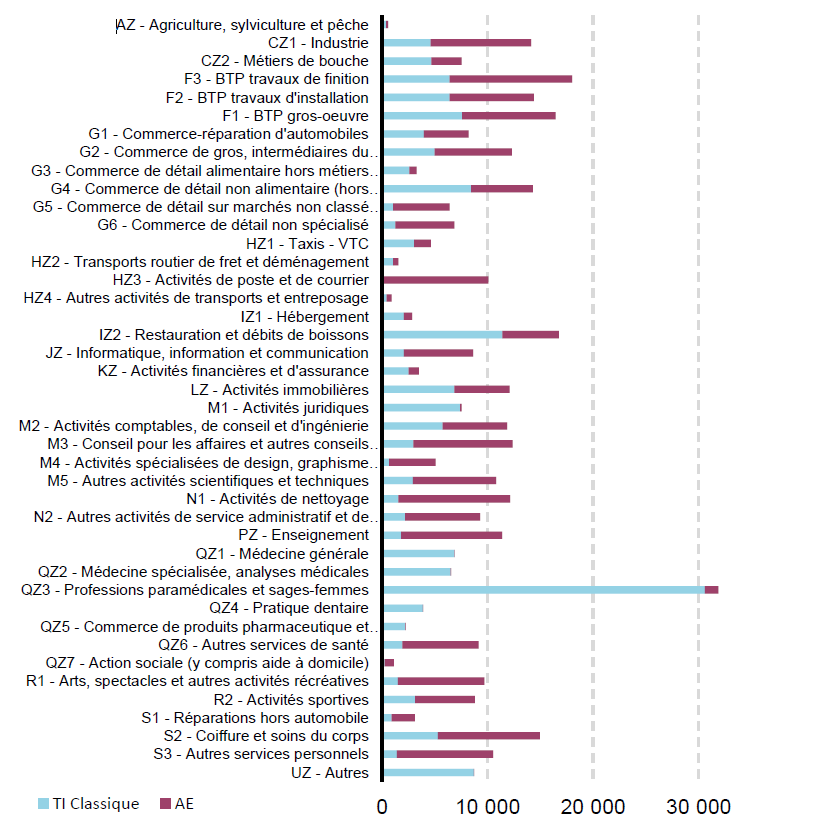 AZ - Agriculture, sylviculture et pêche
CZ1 - Industrie
CZ2 - Métiers de bouche
F3 - BTP travaux de finition
F2 - BTP travaux d'installation
F1 - BTP gros-oeuvre
G1 - Commerce-réparation d'automobiles
G2 - Commerce de gros, intermédiaires du..
G3 - Commerce de détail alimentaire hors métiers..
G4 - Commerce de détail non alimentaire (hors..
G5 - Commerce de détail sur marchés non classé..
G6 - Commerce de détail non spécialisé
HZ1 - Taxis - VTC
HZ2 - Transports routier de fret et déménagement
HZ3 - Activités de poste et de courrier
HZ4 - Autres activités de transports et entreposage
IZ1 - Hébergement
IZ2 - Restauration et débits de boissons
JZ - Informatique, information et communication
KZ - Activités financières et d'assurance
LZ - Activités immobilières
M1 - Activités juridiques
M2 - Activités comptables, de conseil et d'ingénierie
M3 - Conseil pour les affaires et autres conseils..
M4 - Activités spécialisées de design, graphisme..
M5 - Autres activités scientifiques et techniques
N1 - Activités de nettoyage
N2 - Autres activités de service administratif et de..
PZ - Enseignement
QZ1 - Médecine générale
QZ2 - Médecine spécialisée, analyses médicales
QZ3 - Professions paramédicales et sages-femmes
QZ4 - Pratique dentaire
QZ5 - Commerce de produits pharmaceutique et..
QZ6 - Autres services de santé
QZ7 - Action sociale (y compris aide à domicile)
R1 - Arts, spectacles et autres activités récréatives
R2 - Activités sportives
S1 - Réparations hors automobile
S2 - Coiffure et soins du corps
S3 - Autres services personnels
UZ - Autres
TI Classique AE
0 10 000 20 000 30 000